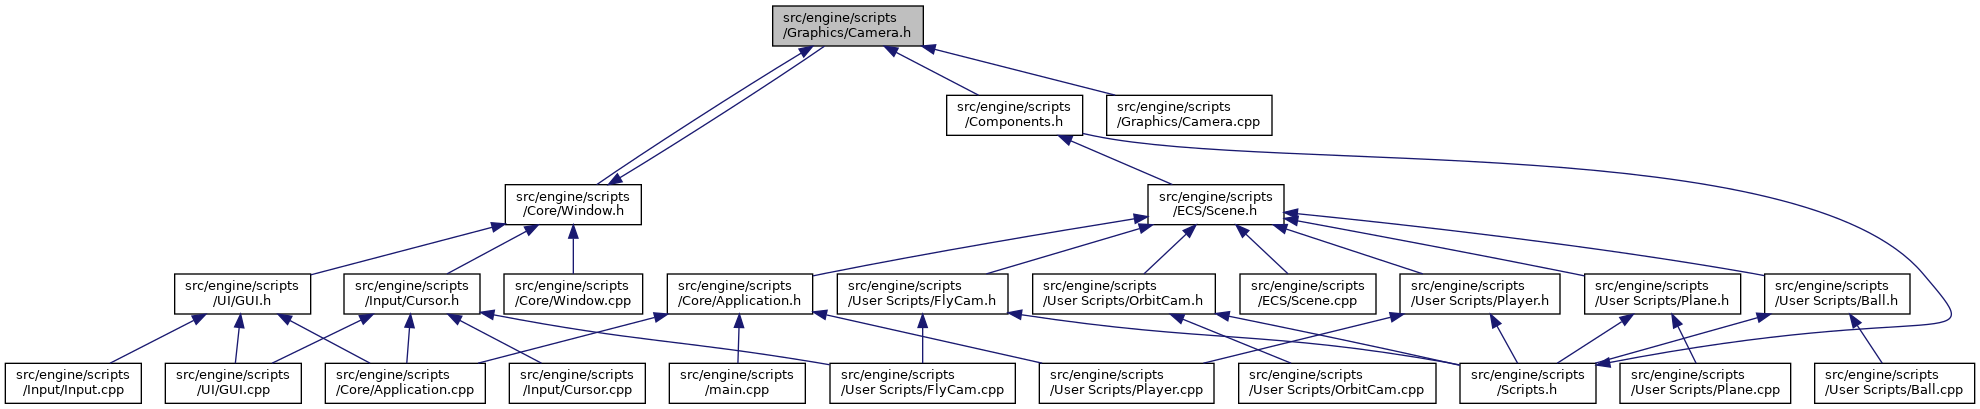 src/engine/scripts
/Graphics/Camera.h
src/engine/scripts
/Components.h
src/engine/scripts
/Graphics/Camera.cpp
src/engine/scripts
/Core/Window.h
src/engine/scripts
/ECS/Scene.h
src/engine/scripts
/UI/GUI.h
src/engine/scripts
/Input/Cursor.h
src/engine/scripts
/Core/Window.cpp
src/engine/scripts
/Core/Application.h
src/engine/scripts
/User Scripts/FlyCam.h
src/engine/scripts
/User Scripts/OrbitCam.h
src/engine/scripts
/ECS/Scene.cpp
src/engine/scripts
/User Scripts/Player.h
src/engine/scripts
/User Scripts/Plane.h
src/engine/scripts
/User Scripts/Ball.h
src/engine/scripts
/Input/Input.cpp
src/engine/scripts
/UI/GUI.cpp
src/engine/scripts
/Core/Application.cpp
src/engine/scripts
/Input/Cursor.cpp
src/engine/scripts
/main.cpp
src/engine/scripts
/User Scripts/FlyCam.cpp
src/engine/scripts
/User Scripts/Player.cpp
src/engine/scripts
/User Scripts/OrbitCam.cpp
src/engine/scripts
/Scripts.h
src/engine/scripts
/User Scripts/Plane.cpp
src/engine/scripts
/User Scripts/Ball.cpp